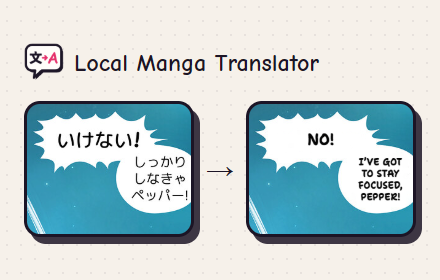 文→A
Local Manga Translator
いけない!
しっかり
しなきゃ
ペッパー!
→
NO!
I'VE GOT
TO STAY
FOCUSED,
PEPPER!